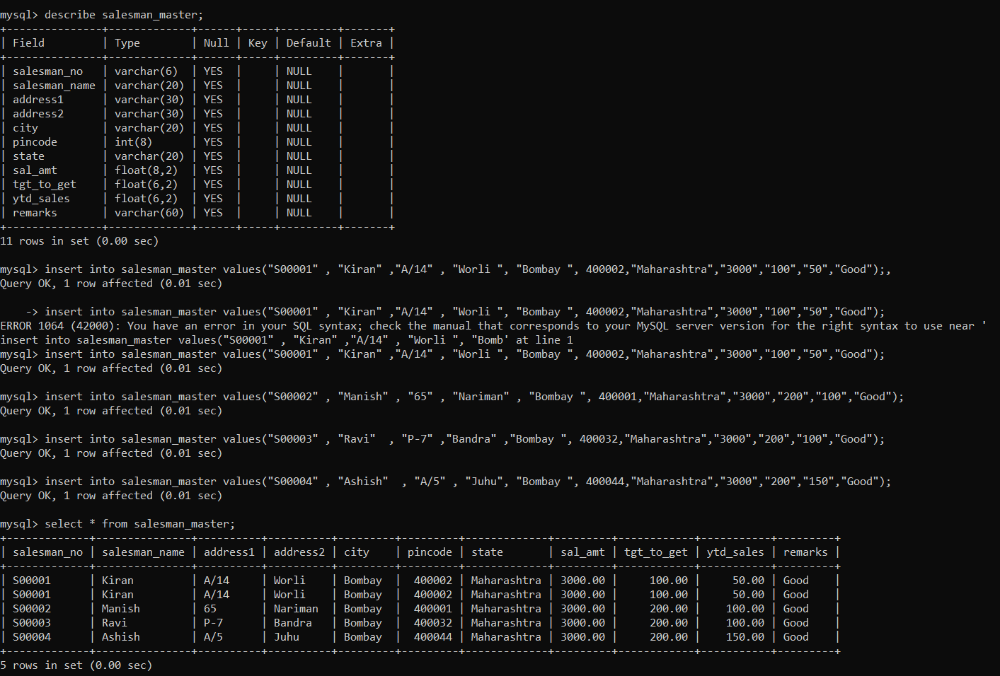 mysql> describe salesman_master;
+---------------+-------------+------+-----+---------+-------+
| Field         | Type        | Null | Key | Default | Extra |
+---------------+-------------+------+-----+---------+-------+
| salesman_no   | varchar(6)  | YES  |     | NULL    |       |
| salesman_name | varchar(20) | YES  |     | NULL    |       |
| address1      | varchar(30) | YES  |     | NULL    |       |
| address2      | varchar(30) | YES  |     | NULL    |       |
| city          | varchar(20) | YES  |     | NULL    |       |
| pincode       | int(8)      | YES  |     | NULL    |       |
| state         | varchar(20) | YES  |     | NULL    |       |
| sal_amt       | float(8,2)  | YES  |     | NULL    |       |
| tgt_to_get    | float(6,2)  | YES  |     | NULL    |       |
| ytd_sales     | float(6,2)  | YES  |     | NULL    |       |
| remarks       | varchar(60) | YES  |     | NULL    |       |
+---------------+-------------+------+-----+---------+-------+
11 rows in set (0.00 sec)

mysql> insert into salesman_master values("S00001" , "Kiran" ,"A/14" , "Worli ", "Bombay ", 400002,"Maharashtra","3000","100","50","Good");,
Query OK, 1 row affected (0.01 sec)

    -> insert into salesman_master values("S00001" , "Kiran" ,"A/14" , "Worli ", "Bombay ", 400002,"Maharashtra","3000","100","50","Good");
ERROR 1064 (42000): You have an error in your SQL syntax; check the manual that corresponds to your MySQL server version for the right syntax to use near '
insert into salesman_master values("S00001" , "Kiran" ,"A/14" , "Worli ", "Bomb' at line 1
mysql> insert into salesman_master values("S00001" , "Kiran" ,"A/14" , "Worli ", "Bombay ", 400002,"Maharashtra","3000","100","50","Good");
Query OK, 1 row affected (0.01 sec)

mysql> insert into salesman_master values("S00002" , "Manish" , "65" , "Nariman" , "Bombay ", 400001,"Maharashtra","3000","200","100","Good");
Query OK, 1 row affected (0.01 sec)

mysql> insert into salesman_master values("S00003" , "Ravi"  , "P-7" ,"Bandra" ,"Bombay ", 400032,"Maharashtra","3000","200","100","Good");
Query OK, 1 row affected (0.01 sec)

mysql> insert into salesman_master values("S00004" , "Ashish"  , "A/5" , "Juhu", "Bombay ", 400044,"Maharashtra","3000","200","150","Good");
Query OK, 1 row affected (0.01 sec)

mysql> select * from salesman_master;
+-------------+---------------+----------+----------+---------+---------+-------------+---------+------------+-----------+---------+
| salesman_no | salesman_name | address1 | address2 | city    | pincode | state       | sal_amt | tgt_to_get | ytd_sales | remarks |
+-------------+---------------+----------+----------+---------+---------+-------------+---------+------------+-----------+---------+
| S00001      | Kiran         | A/14     | Worli    | Bombay  |  400002 | Maharashtra | 3000.00 |     100.00 |     50.00 | Good    |
| S00001      | Kiran         | A/14     | Worli    | Bombay  |  400002 | Maharashtra | 3000.00 |     100.00 |     50.00 | Good    |
| S00002      | Manish        | 65       | Nariman  | Bombay  |  400001 | Maharashtra | 3000.00 |     200.00 |    100.00 | Good    |
| S00003      | Ravi          | P-7      | Bandra   | Bombay  |  400032 | Maharashtra | 3000.00 |     200.00 |    100.00 | Good    |
| S00004      | Ashish        | A/5      | Juhu     | Bombay  |  400044 | Maharashtra | 3000.00 |     200.00 |    150.00 | Good    |
+-------------+---------------+----------+----------+---------+---------+-------------+---------+------------+-----------+---------+
5 rows in set (0.00 sec)